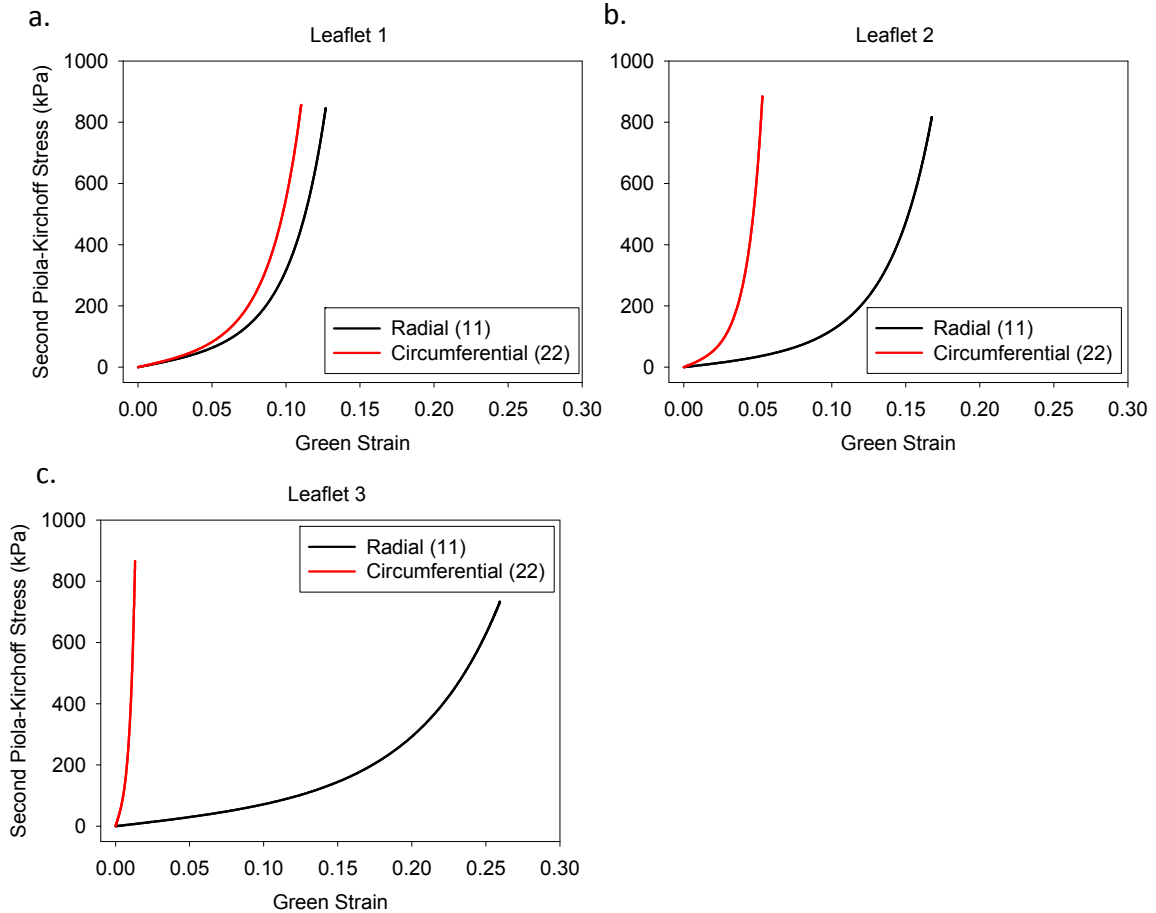 a.
Leaflet 1
Second Piola-Kirchoff Stress (kPa)
1000
800
600
400
200
0
Radial (11)
Circumferential (22)
0.00 0.05 0.10 0.15 0.20 0.25 0.30
Green Strain
b.
Leaflet 2
1000
800
600
400
200
0
Radial (11)
Circumferential (22)
0.00 0.05 0.10 0.15 0.20 0.25 0.30
Green Strain
c.
Leaflet 3
Second Piola-Kirchoff Stress (kPa)
1000
800
600
400
200
0
Radial (11)
Circumferential (22)
0.00 0.05 0.10 0.15 0.20 0.25 0.30
Green Strain